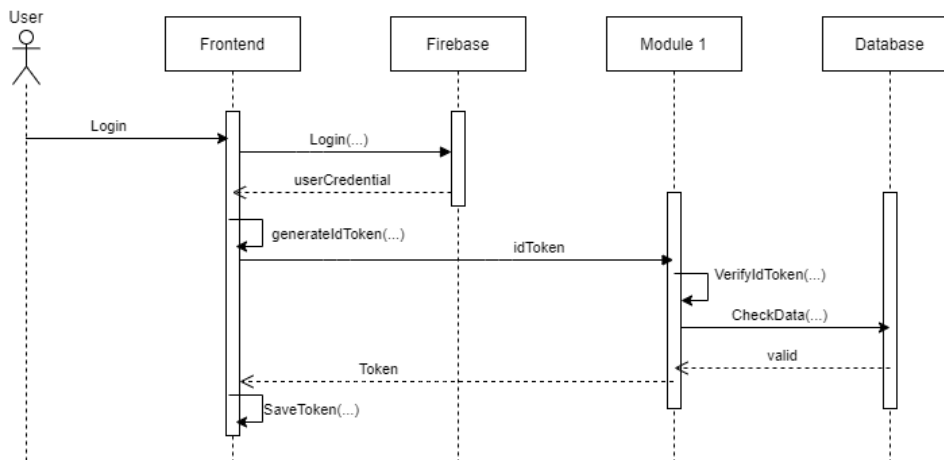 User
Frontend
Firebase
Module 1
Database
Login
Login(...)
userCredential
generateIdToken(...)
idToken
VerifyIdToken(...)
CheckData(...)
valid
Token
SaveToken(...)